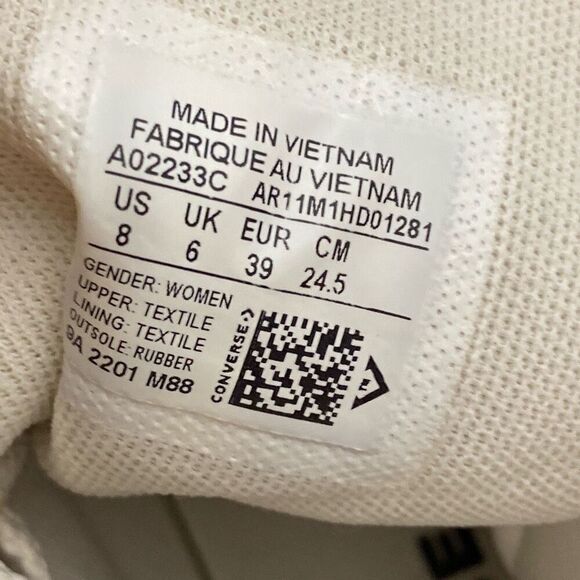 MADE IN VIETNAM
FABRIQUE AU VIETNAM
A02233C AR11M1HD01281
US UK EUR CM
8 6 39 24.5
GENDER: WOMEN
UPPER: TEXTILE
LINING: TEXTILE
OUTSOLE: RUBBER
9A 2201 M88
CONVERSE
E